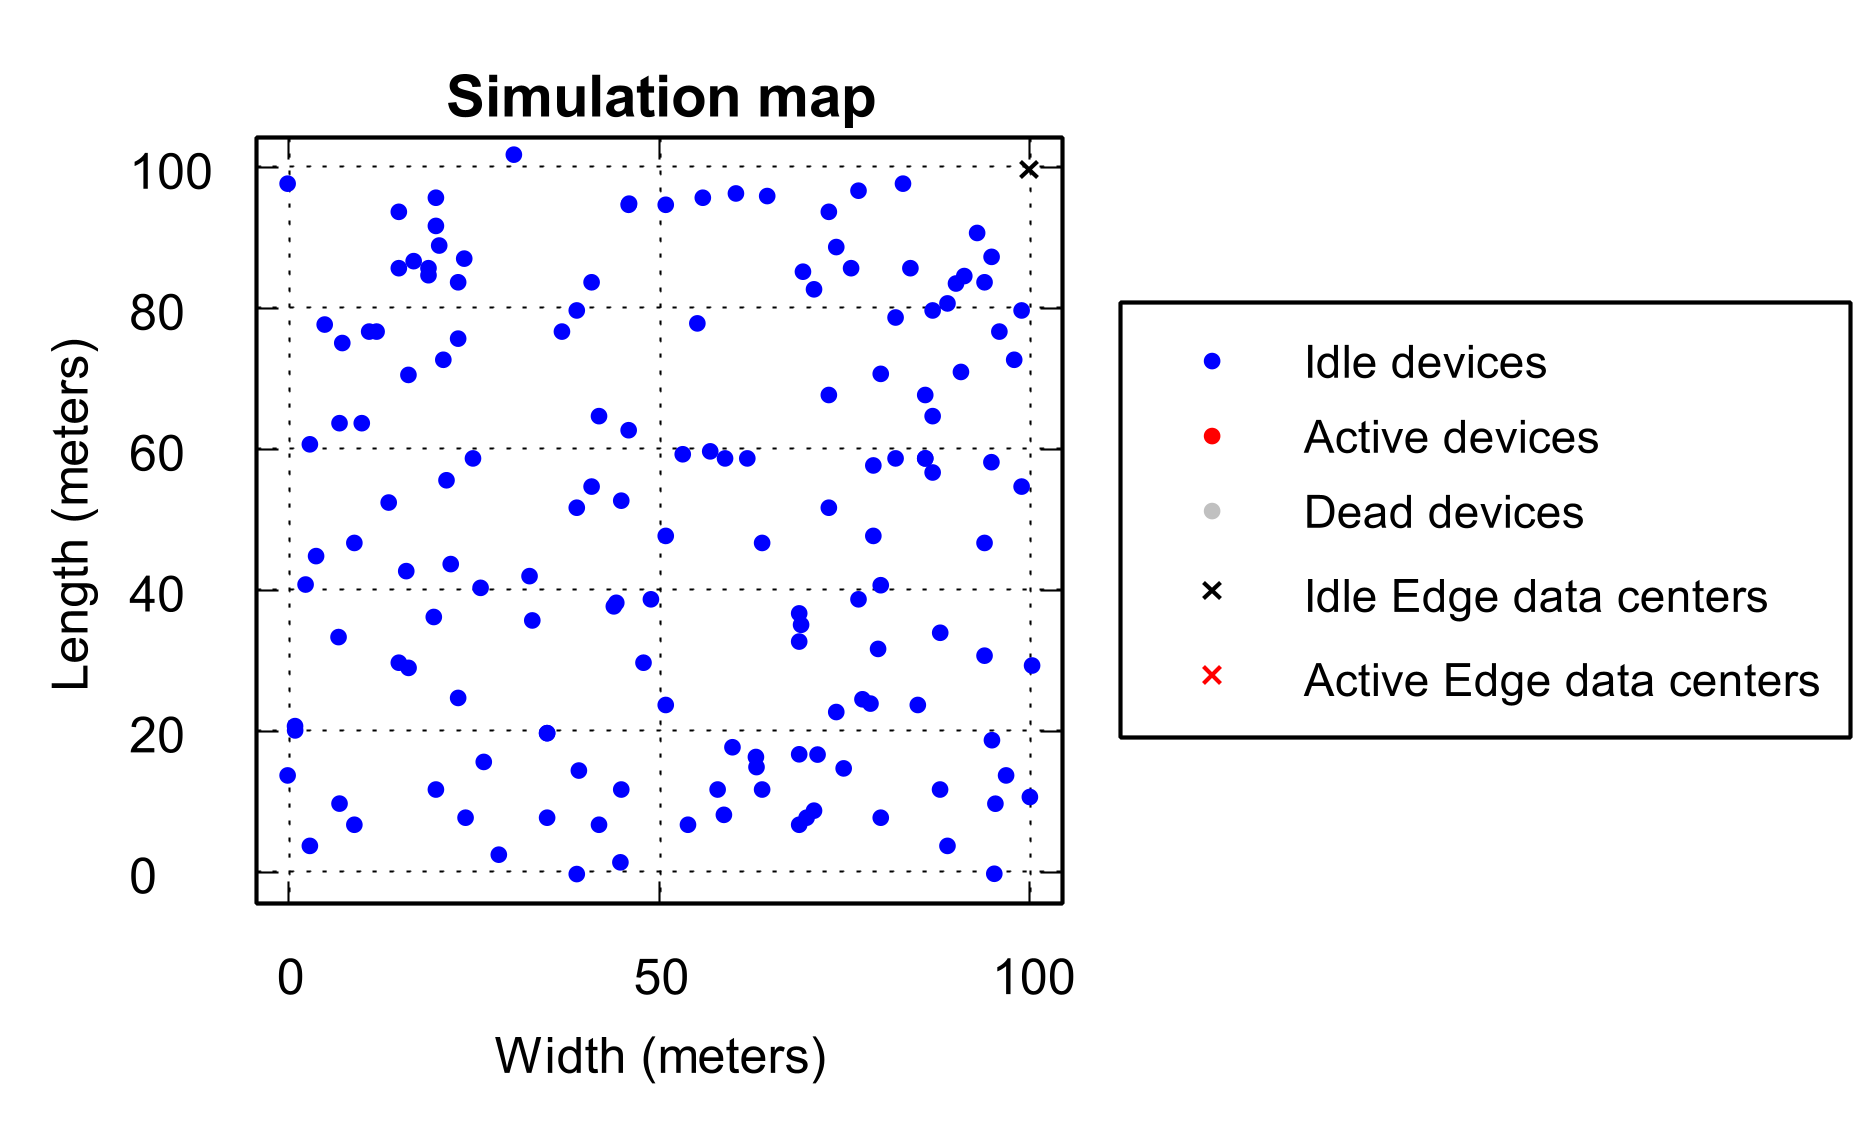 Simulation map
100
80
60
40
20
0
Length (meters)
0 50 100
Width (meters)
Idle devices
Active devices
Dead devices
Idle Edge data centers
Active Edge data centers